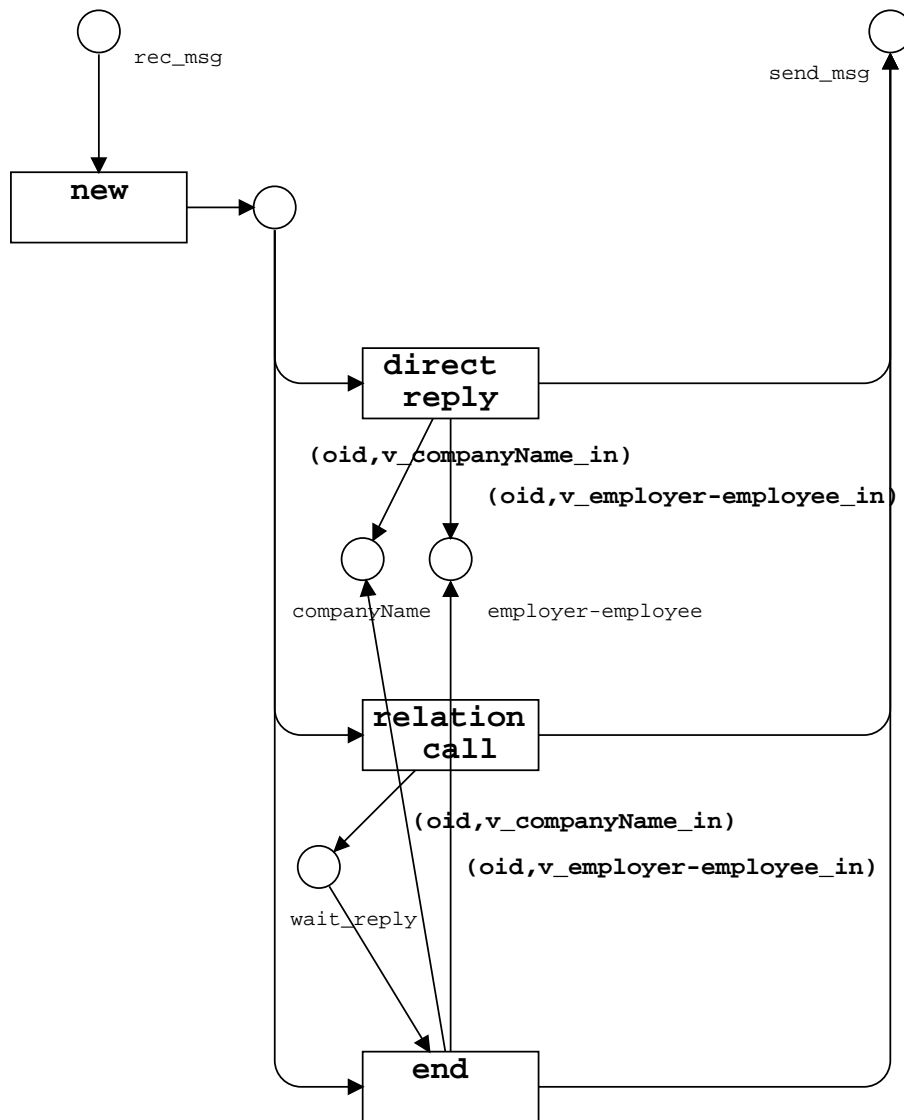 rec_msg
send_msg
new
direct
reply
(oid,v_companyName_in)
(oid,v_employer-employee_in)
companyName
employer-employee
relation
call
(oid,v_companyName_in)
(oid,v_employer-employee_in)
wait_reply
end